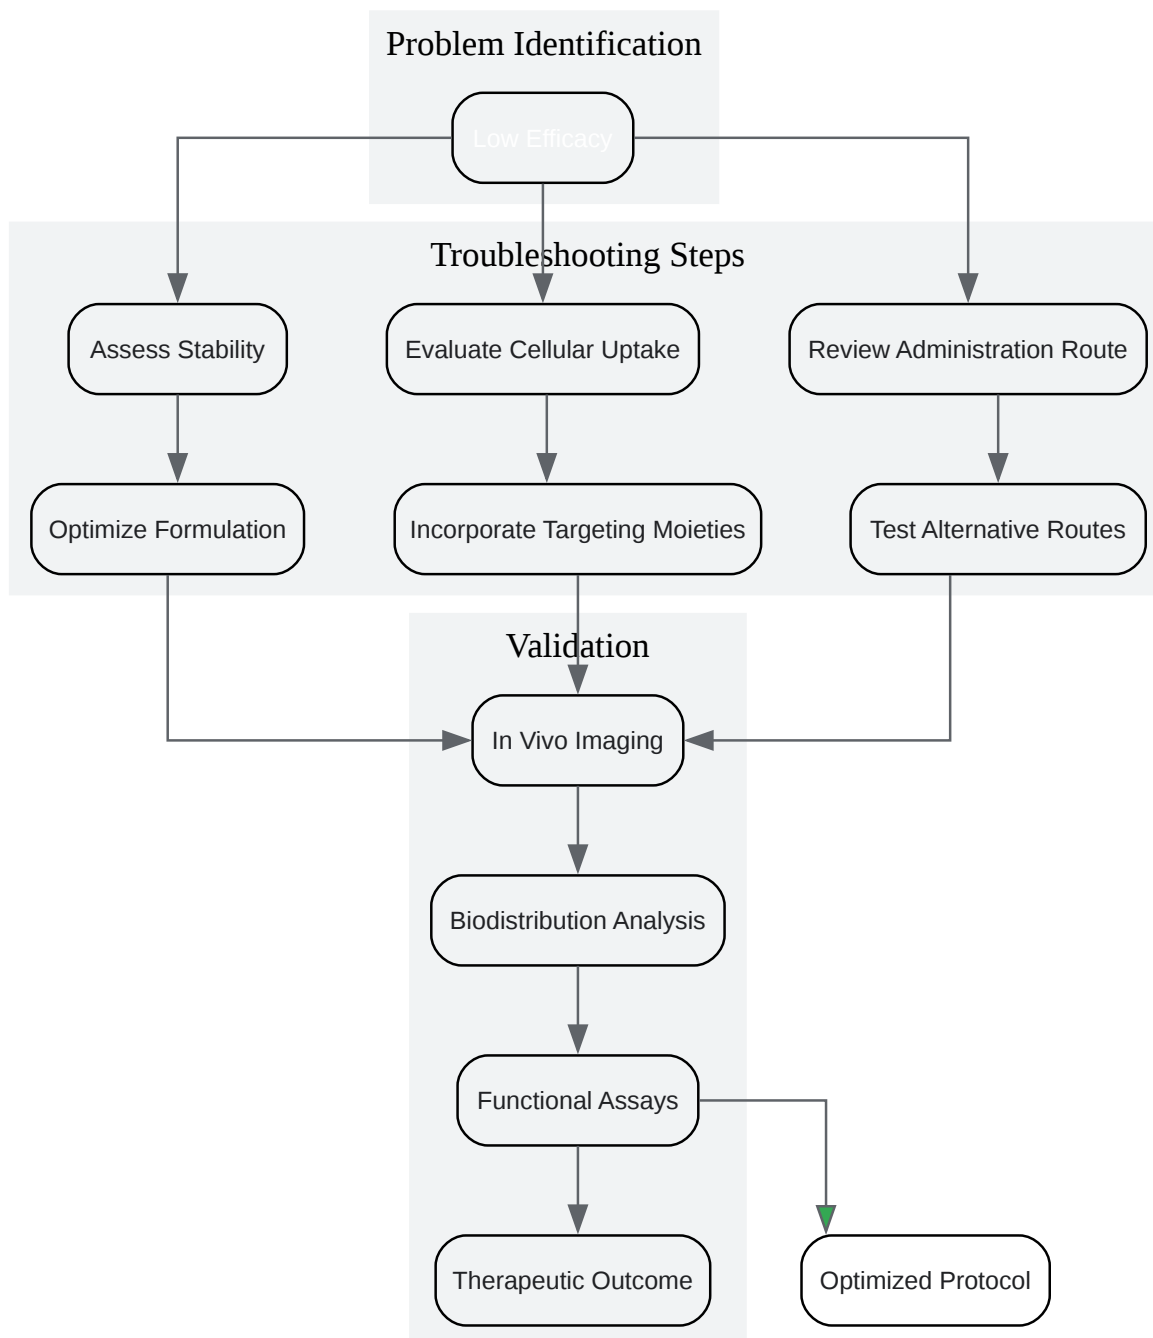 Problem Identification
Low Efficacy
Troubleshooting Steps
Assess Stability
Evaluate Cellular Uptake
Review Administration Route
Optimize Formulation
Incorporate Targeting Moieties
Test Alternative Routes
Validation
In Vivo Imaging
Biodistribution Analysis
Functional Assays
Therapeutic Outcome
Optimized Protocol